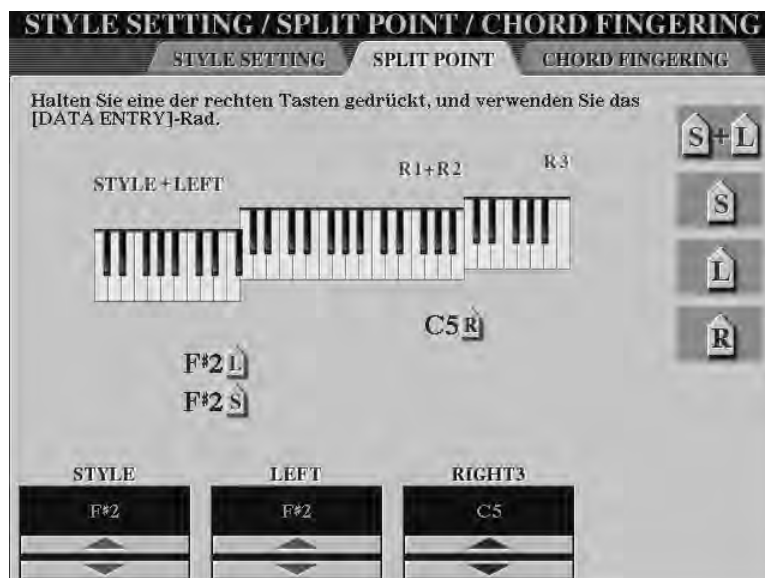 STYLE SETTING / SPLIT POINT / CHORD FINGERING
STYLE SETTING SPLIT POINT CHORD FINGERING
Halten Sie eine der rechten Tasten gedrückt, und verwenden Sie das
[DATA ENTRY]-Rad.
S+L
STYLE+LEFT R1+R2 R3
S
L
C5 R
R
F#2 L
F#2 S
STYLE LEFT RIGHT3
F#2 F#2 C5